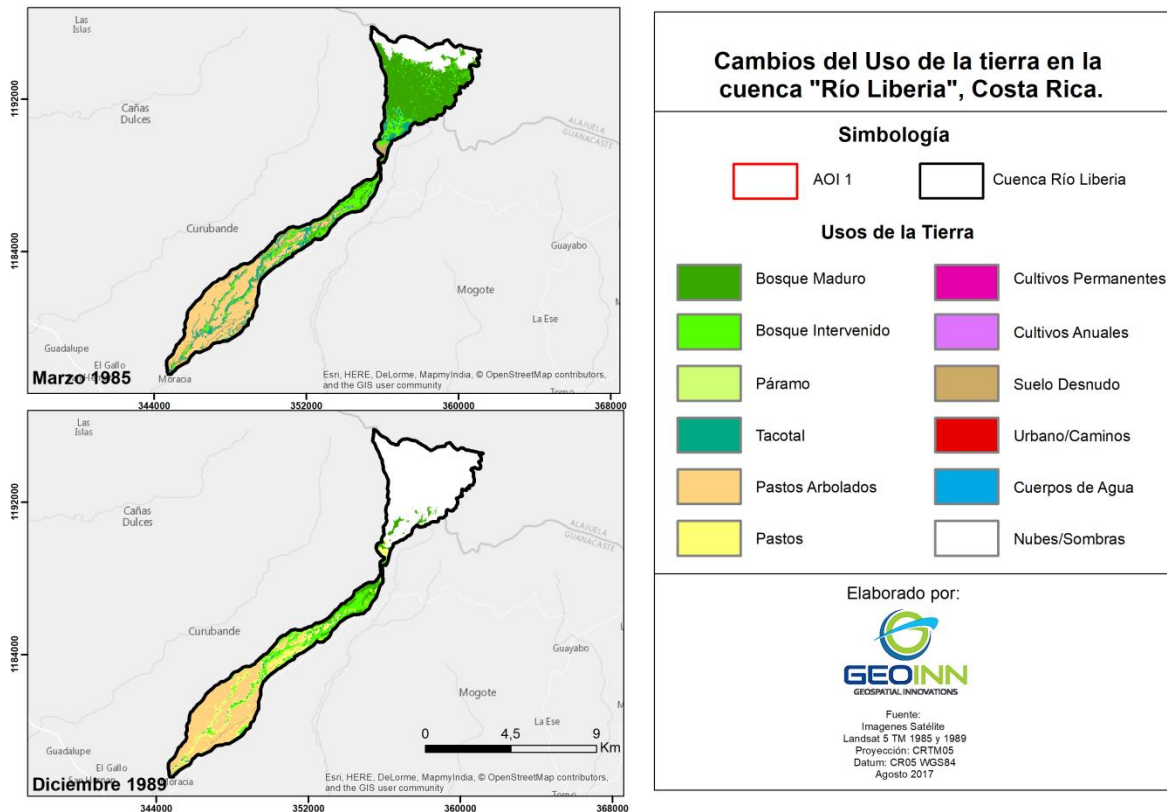 Las
Islas
Cañas
Dulces
ALAJUELA
GUANACASTE
Curubande
Guayabo
Mogote
La Ese
Guadalupe
El Gallo
Moracia
Marzo 1985
Esri, HERE, DeLorme, MapmyIndia, © OpenStreetMap contributors,
and the GIS user community
1192000
1184000
344000
352000
360000
368000
Las
Islas
Cañas
Dulces
ALAJUELA
GUANACASTE
Curubande
Guayabo
Mogote
La Ese
Guadalupe
El Gallo
Moracia
Diciembre 1989
0
4,5
9
Km
Esri, HERE, DeLorme, MapmyIndia, © OpenStreetMap contributors,
and the GIS user community
1192000
1184000
344000
352000
360000
368000
Cambios del Uso de la tierra en la
cuenca "Río Liberia", Costa Rica.
Simbología
AOI 1
Cuenca Río Liberia
Usos de la Tierra
Bosque Maduro
Cultivos Permanentes
Bosque Intervenido
Cultivos Anuales
Páramo
Suelo Desnudo
Tacotal
Urbano/Caminos
Pastos Arbolados
Cuerpos de Agua
Pastos
Nubes/Sombras
Elaborado por:
GEOINN
GEOSPATIAL INNOVATIONS
Fuente:
Imagenes Satélite
Landsat 5 TM 1985 y 1989
Proyección: CRTM05
Datum: CR05 WGS84
Agosto 2017